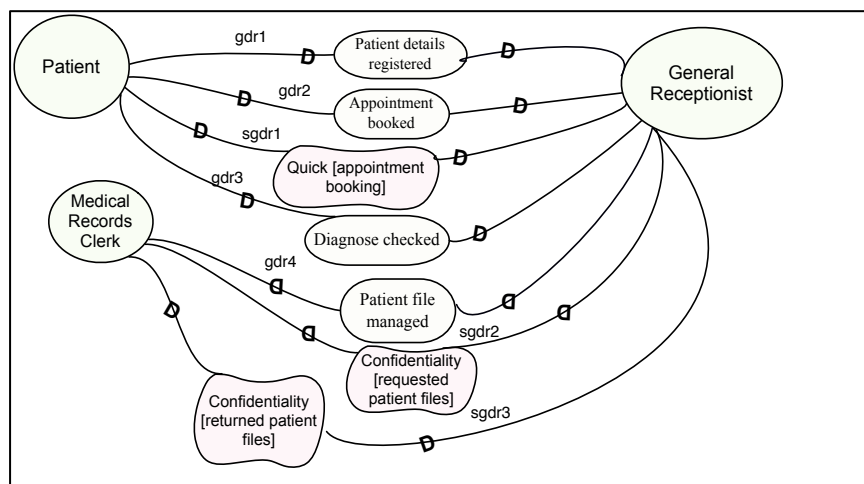 gdr1
Patient details
registered
D
D
Patient
General
Receptionist
D
gdr2
Appointment
booked
D
D
sgdr1
Quick [appointment
booking]
D
gdr3
D
Diagnose checked
D
Medical
Records
Clerk
gdr4
D
Patient file
managed
D
D
D
sgdr2
D
Confidentiality
[requested
patient files]
Confidentiality
[returned patient
files]
sgdr3
D